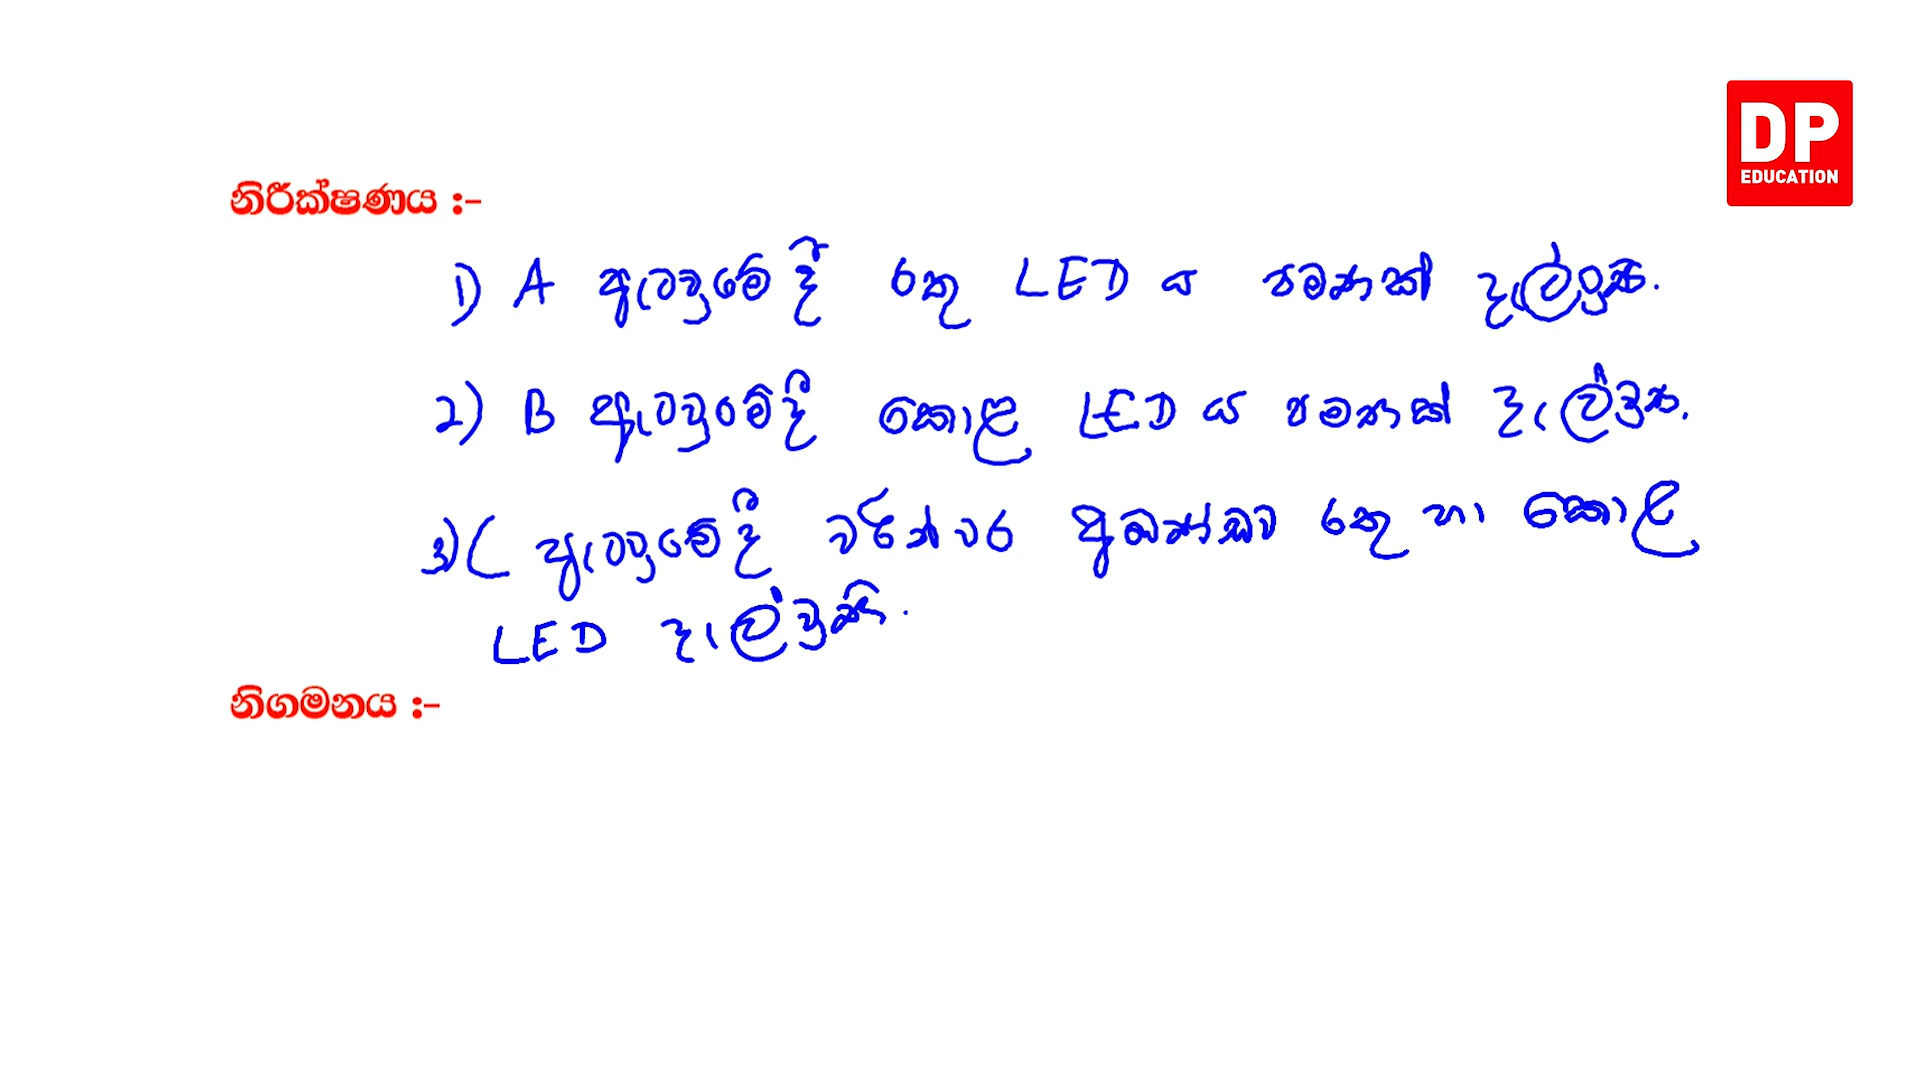 DP
EDUCATION
නිරීක්ෂණය :-
1) A ඇටවුමේ දී රතු LED ය පමණක් දැල්වුණි.
2) B ඇටවුමේදී කොළ LED ය පමණක් දැල්වුණ.
3) C ඇටවුමේදී වරින්වර අඛණ්ඩව රතු හා කොළ
LED දැල්වුණි.
නිගමනය :-